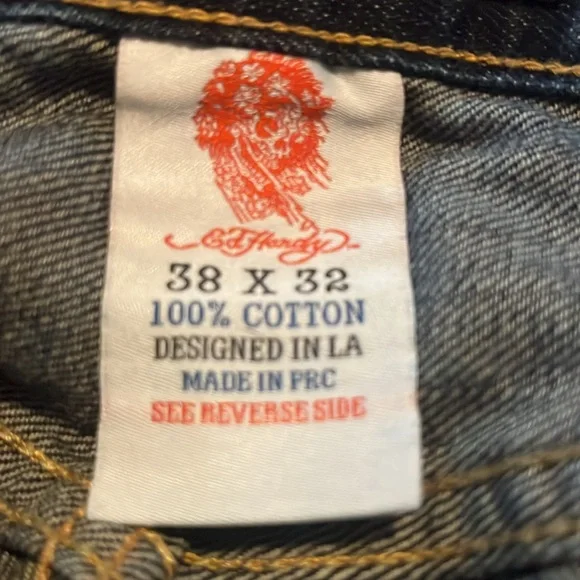 Ed Hardy
38 X 32
100% COTTON
DESIGNED IN LA
MADE IN PRC
SEE REVERSE SIDE